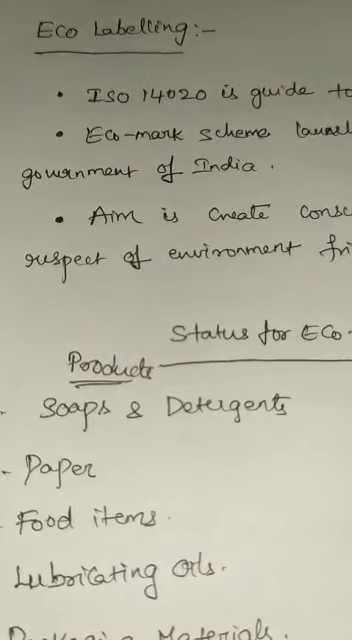 Eco Labelling:-
• ISO 14020 is guide to
• Eco-mark scheme
government of India.
• Aim is create
respect of environment
Status for Eco-
Products
Soaps & Detergents
- Paper
- Food items.
Lubricating Oils.
Materials.